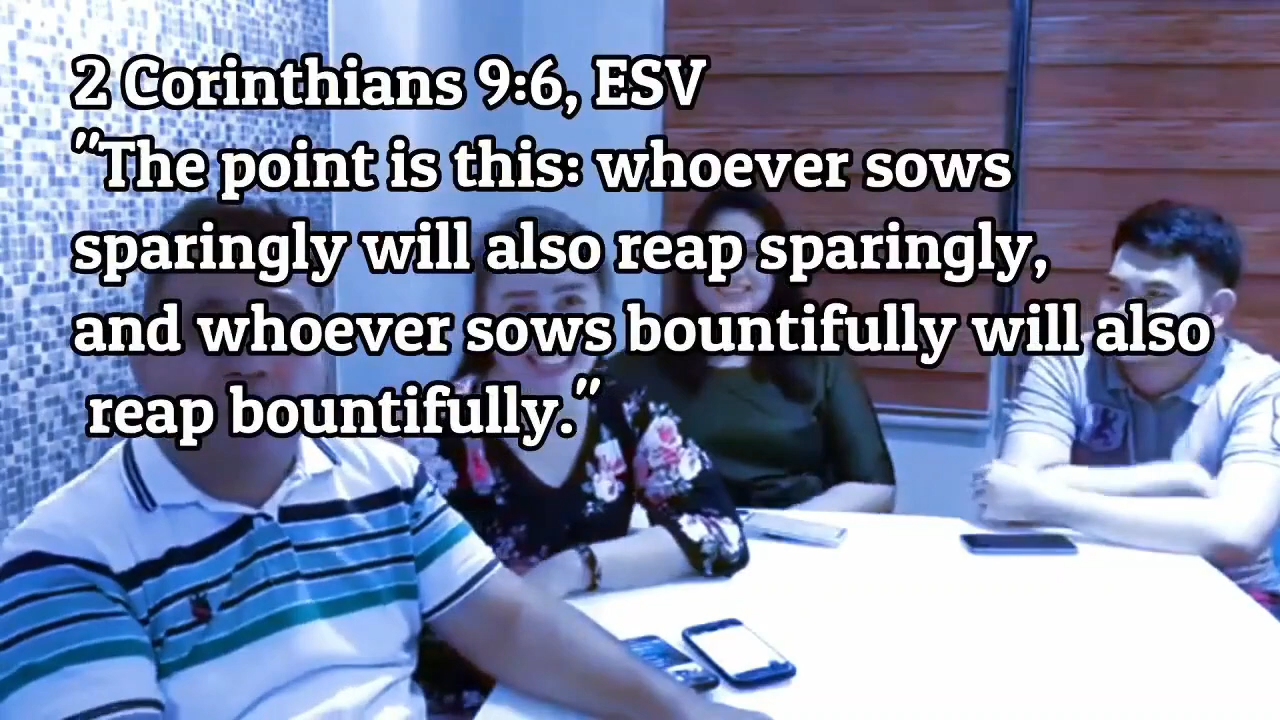 2 Corinthians 9:6, ESV
"The point is this: whoever sows
sparingly will also reap sparingly,
and whoever sows bountifully will also
reap bountifully."